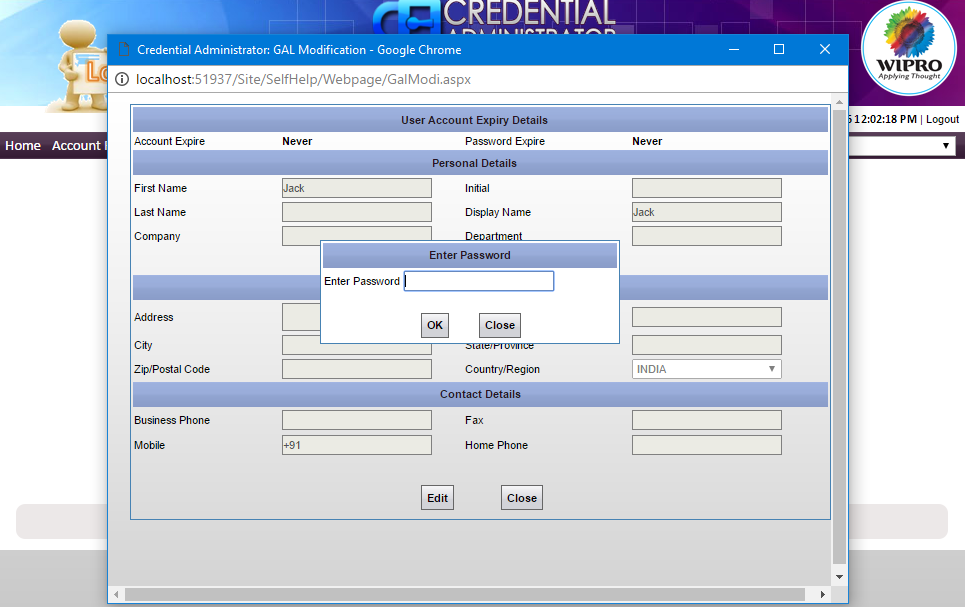 CREDENTIAL
ADMINISTRATOR
Credential Administrator: GAL Modification - Google Chrome
WIPRO
Applying Thought
localhost:51937/Site/SelfHelp/Webpage/GalModi.aspx
12:02:18 PM | Logout
Home Account
User Account Expiry Details
Account Expire Never Password Expire Never
Personal Details
First Name Jack Initial
Last Name Display Name Jack
Company Department
Enter Password
Enter Password
OK Close
Address
City State/Province
Zip/Postal Code Country/Region INDIA
Contact Details
Business Phone Fax
Mobile +91 Home Phone
Edit Close